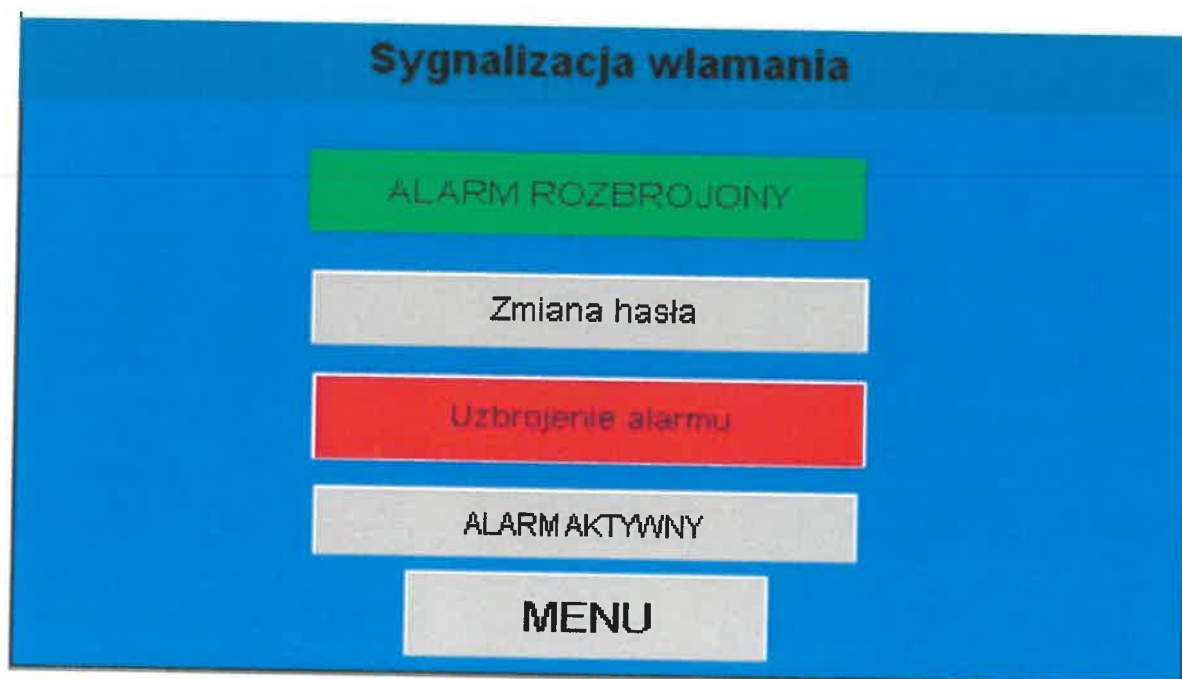 Sygnalizacja włamania
ALARM ROZBROJONY
Zmiana hasła
Uzbrojenie alarmu
ALARM AKTYWNY
MENU